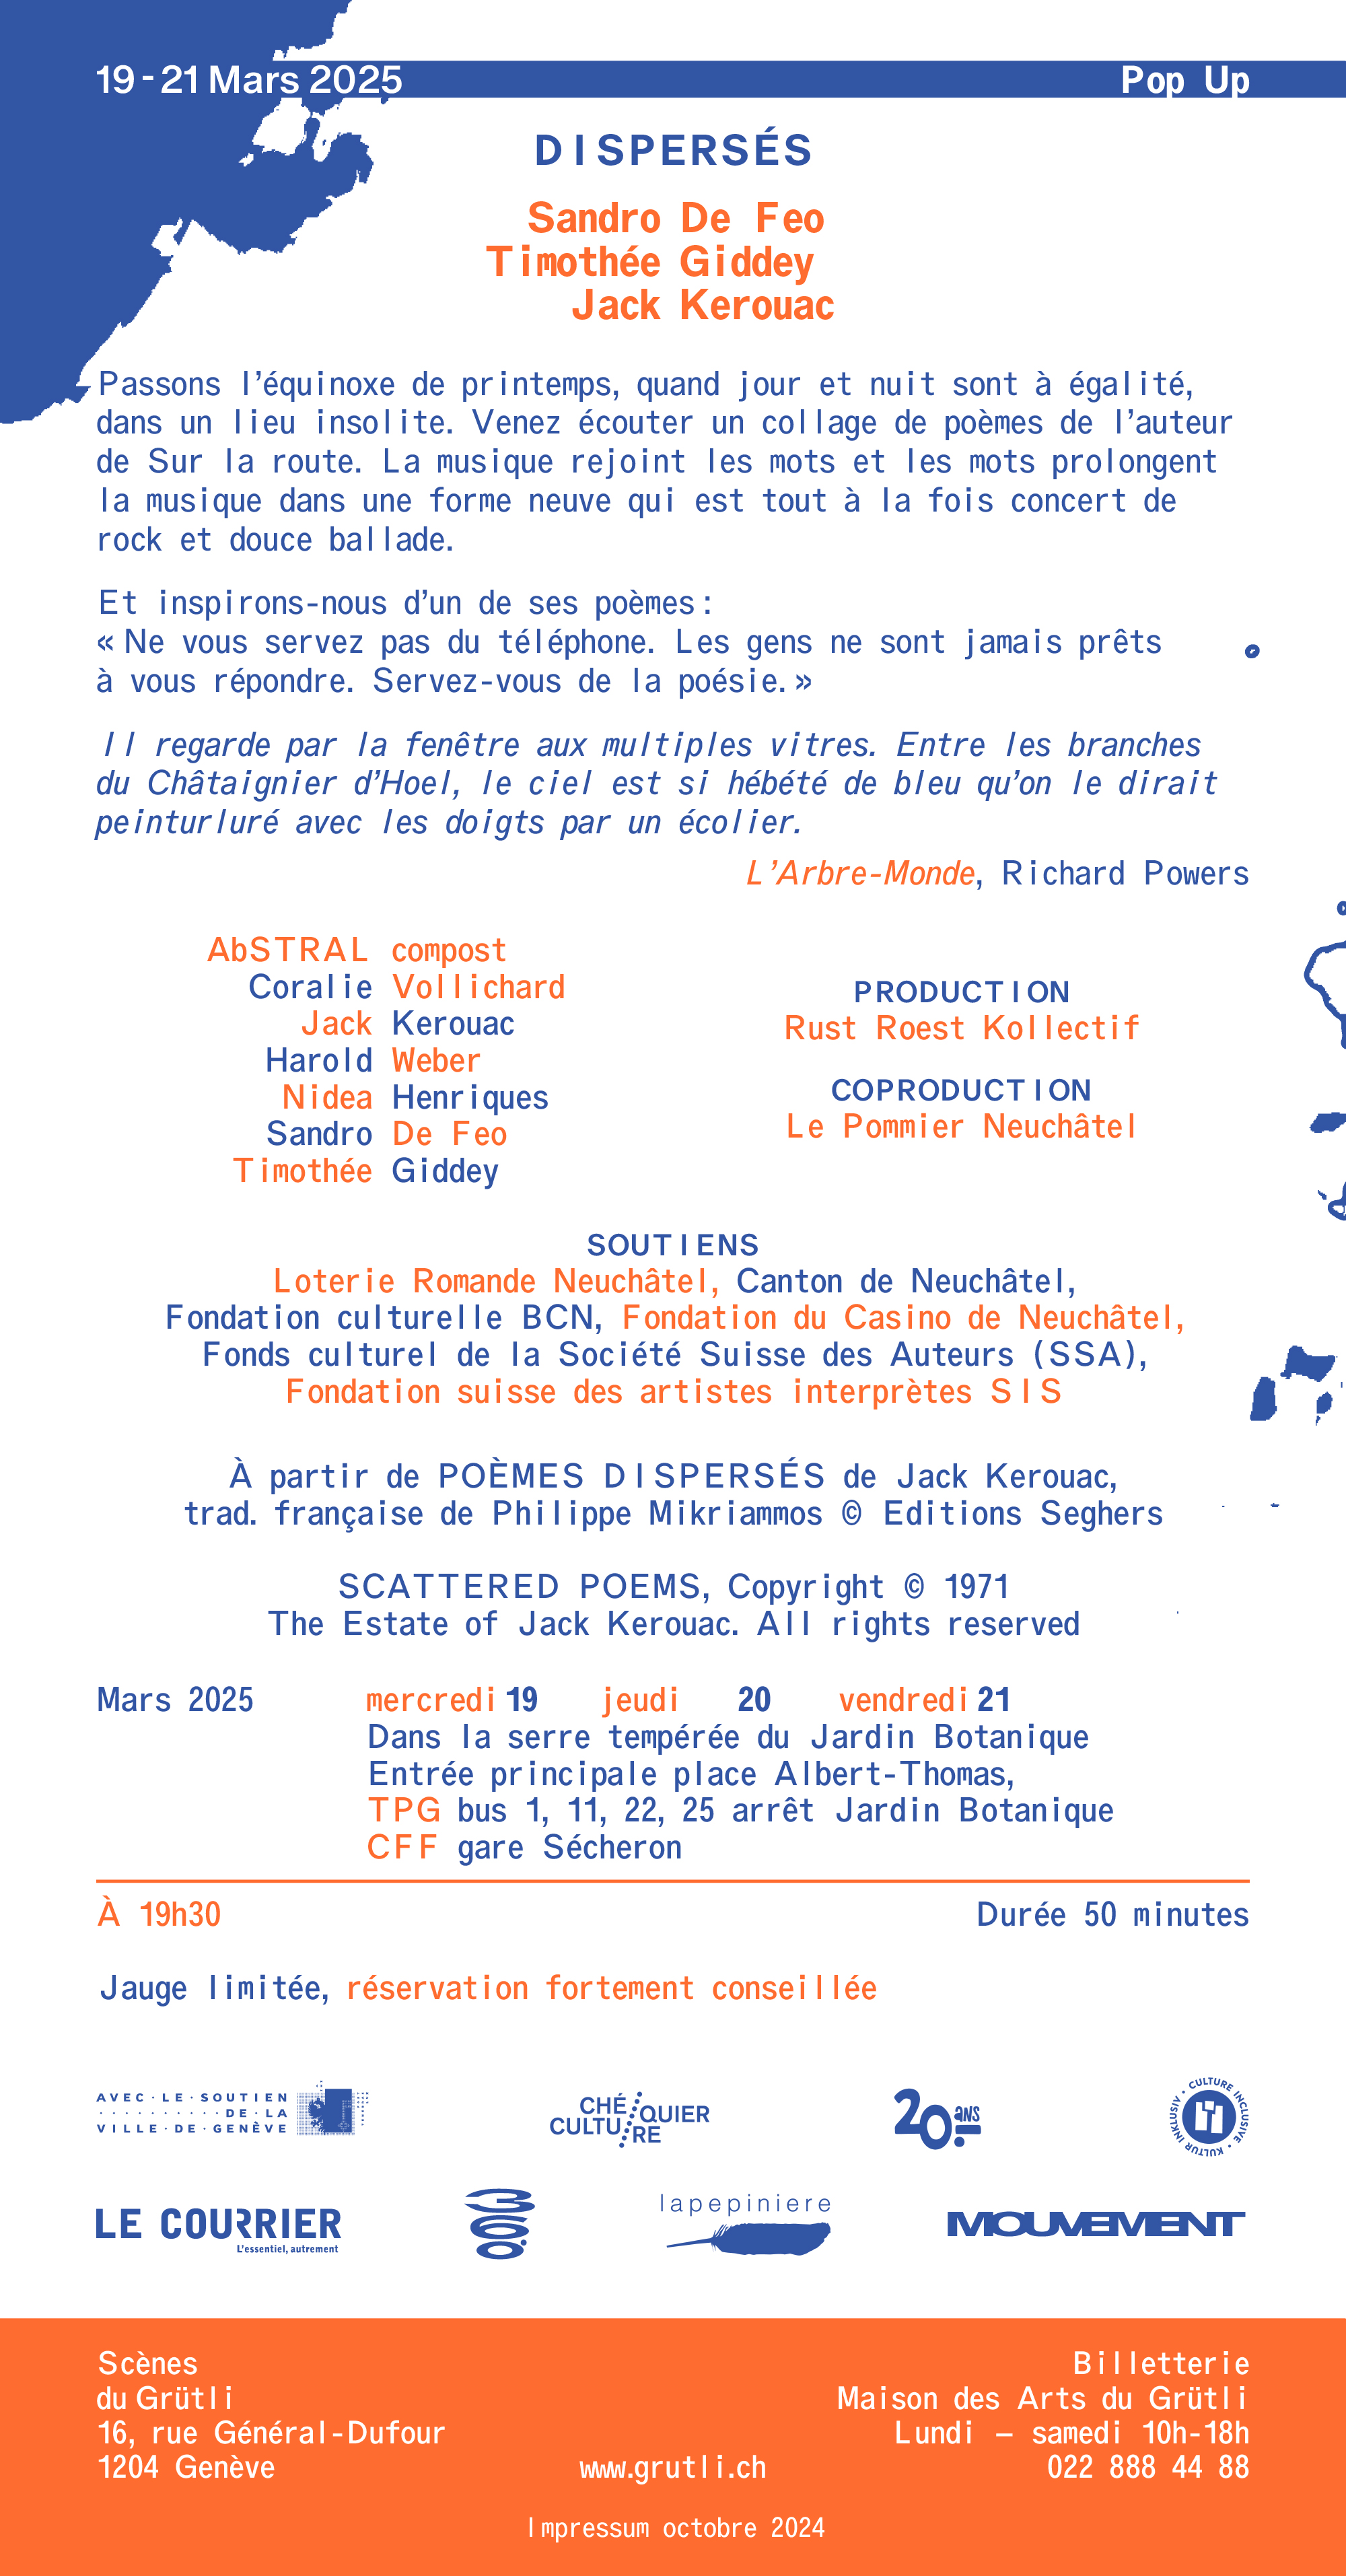 19 - 21 Mars 2025
Pop Up
DISPERSÉS
Sandro De Feo
Timothée Giddey
Jack Kerouac
Passons l’équinoxe de printemps, quand jour et nuit sont à égalité,
dans un lieu insolite. Venez écouter un collage de poèmes de l’auteur
de Sur la route. La musique rejoint les mots et les mots prolongent
la musique dans une forme neuve qui est tout à la fois concert de
rock et douce ballade.
Et inspirons-nous d’un de ses poèmes :
« Ne vous servez pas du téléphone. Les gens ne sont jamais prêts
à vous répondre. Servez-vous de la poésie. »
Il regarde par la fenêtre aux multiples vitres. Entre les branches
du Châtaignier d’Hoel, le ciel est si hébété de bleu qu’on le dirait
peinturluré avec les doigts par un écolier.
L’Arbre-Monde, Richard Powers
AbSTRAL compost
Coralie Vollichard
Jack Kerouac
Harold Weber
Nidea Henriques
Sandro De Feo
Timothée Giddey
PRODUCTION
Rust Roest Kollectif
COPRODUCTION
Le Pommier Neuchâtel
SOUTIENS
Loterie Romande Neuchâtel, Canton de Neuchâtel,
Fondation culturelle BCN, Fondation du Casino de Neuchâtel,
Fonds culturel de la Société Suisse des Auteurs (SSA),
Fondation suisse des artistes interprètes SIS
À partir de POÈMES DISPERSÉS de Jack Kerouac,
trad. française de Philippe Mikriammos © Editions Seghers
SCATTERED POEMS, Copyright © 1971
The Estate of Jack Kerouac. All rights reserved
Mars 2025 mercredi 19 jeudi 20 vendredi 21
Dans la serre tempérée du Jardin Botanique
Entrée principale place Albert-Thomas,
TPG bus 1, 11, 22, 25 arrêt Jardin Botanique
CFF gare Sécheron
À 19h30
Durée 50 minutes
Jauge limitée, réservation fortement conseillée
AVEC·LE·SOUTIEN
··········DE·LA
VILLE·DE·GENÈVE
CHÉQUIER
CULTURE
20 ANS
CULTURE INCLUSIVE • KULTUR INKLUSIV •
LE COURRIER
L’essentiel, autrement
300
lapepiniere
MOUVEMENT
Scènes
du Grütli
16, rue Général-Dufour
1204 Genève
www.grutli.ch
Billetterie
Maison des Arts du Grütli
Lundi – samedi 10h-18h
022 888 44 88
Impressum octobre 2024